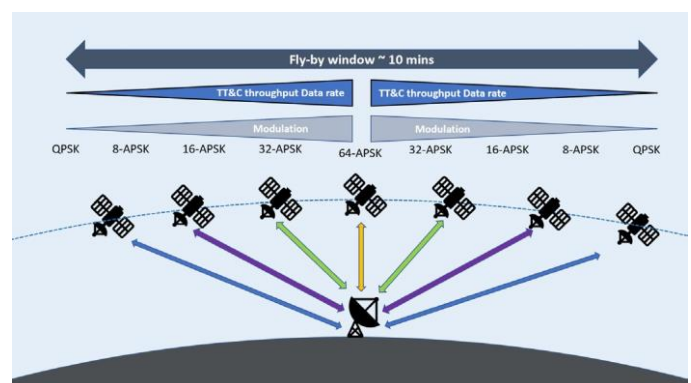 Fly-by window ~ 10 mins
TT&C throughput Data rate TT&C throughput Data rate
Modulation Modulation
QPSK 8-APSK 16-APSK 32-APSK 64-APSK 32-APSK 16-APSK 8-APSK QPSK